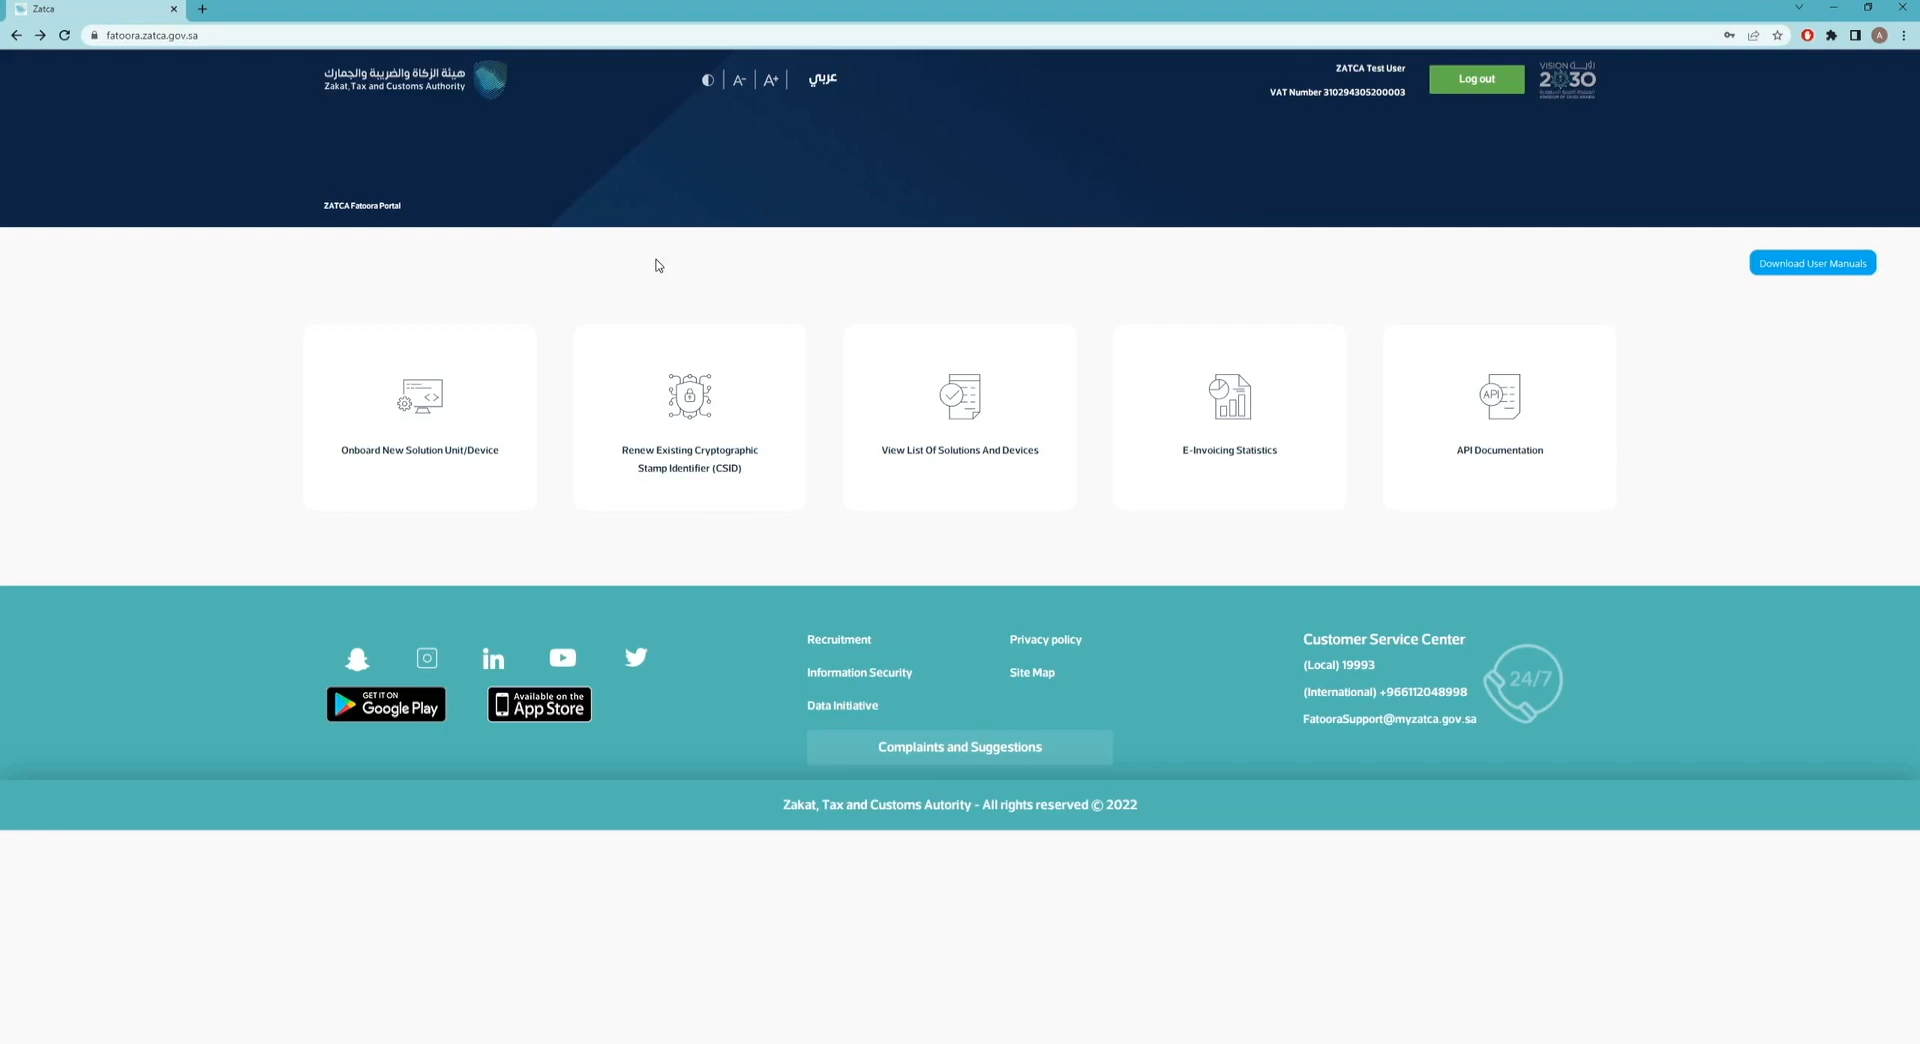 Zatca
fatoora.zatca.gov.sa
A
هيئة الزكاة والضريبة والجمارك
Zakat, Tax and Customs Authority
A-
A+
عربي
ZATCA Test User
VAT Number 310294305200003
Log out
VISION رؤيــة
2030
ZATCA Fatoora Portal
Download User Manuals
Onboard New Solution Unit/Device
Renew Existing Cryptographic
Stamp Identifier (CSID)
View List Of Solutions And Devices
E-Invoicing Statistics
API
API Documentation
GET IT ON
Google Play
Available on the
App Store
Recruitment
Privacy policy
Information Security
Site Map
Data Initiative
Complaints and Suggestions
Customer Service Center
(Local) 19993
(International) +966112048998
FatooraSupport@myzatca.gov.sa
24/7
Zakat, Tax and Customs Autority - All rights reserved © 2022